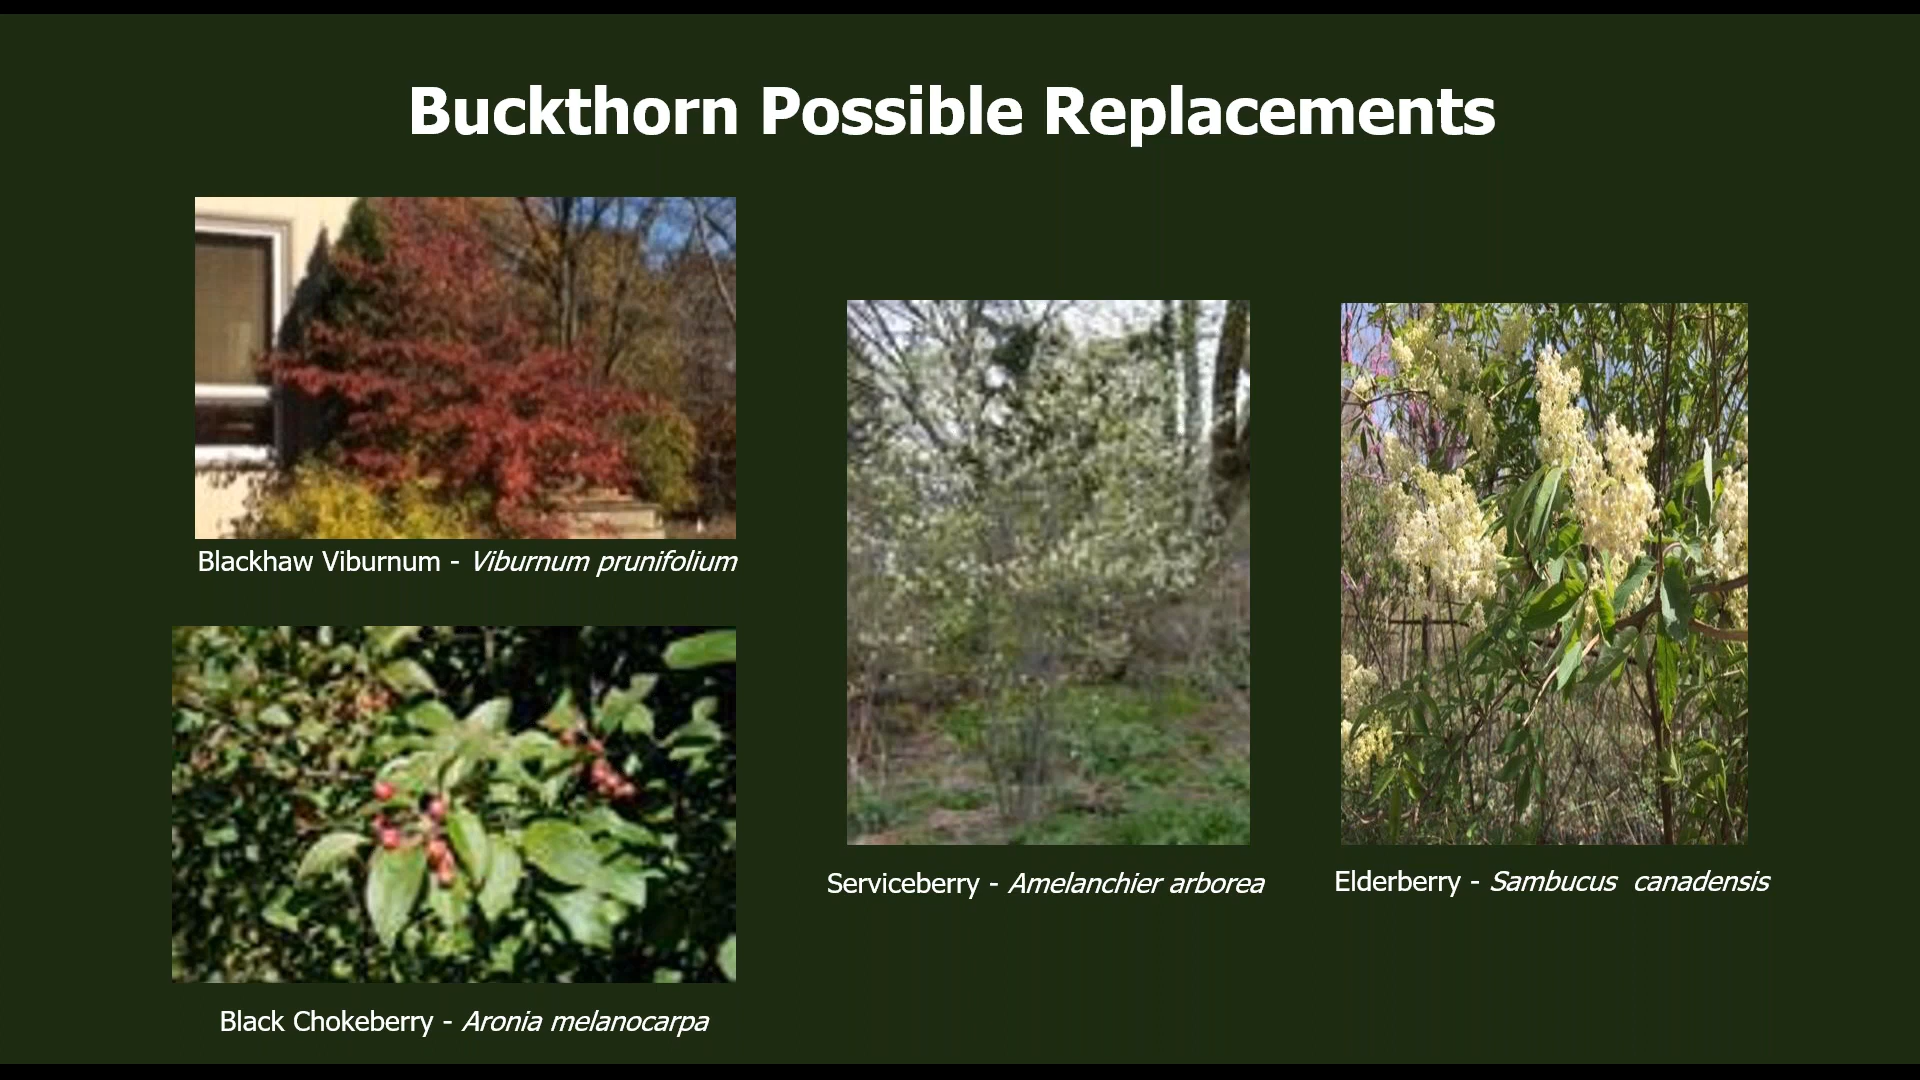 Buckthorn Possible Replacements
Blackhaw Viburnum - Viburnum prunifolium
Black Chokeberry - Aronia melanocarpa
Serviceberry - Amelanchier arborea
Elderberry - Sambucus  canadensis